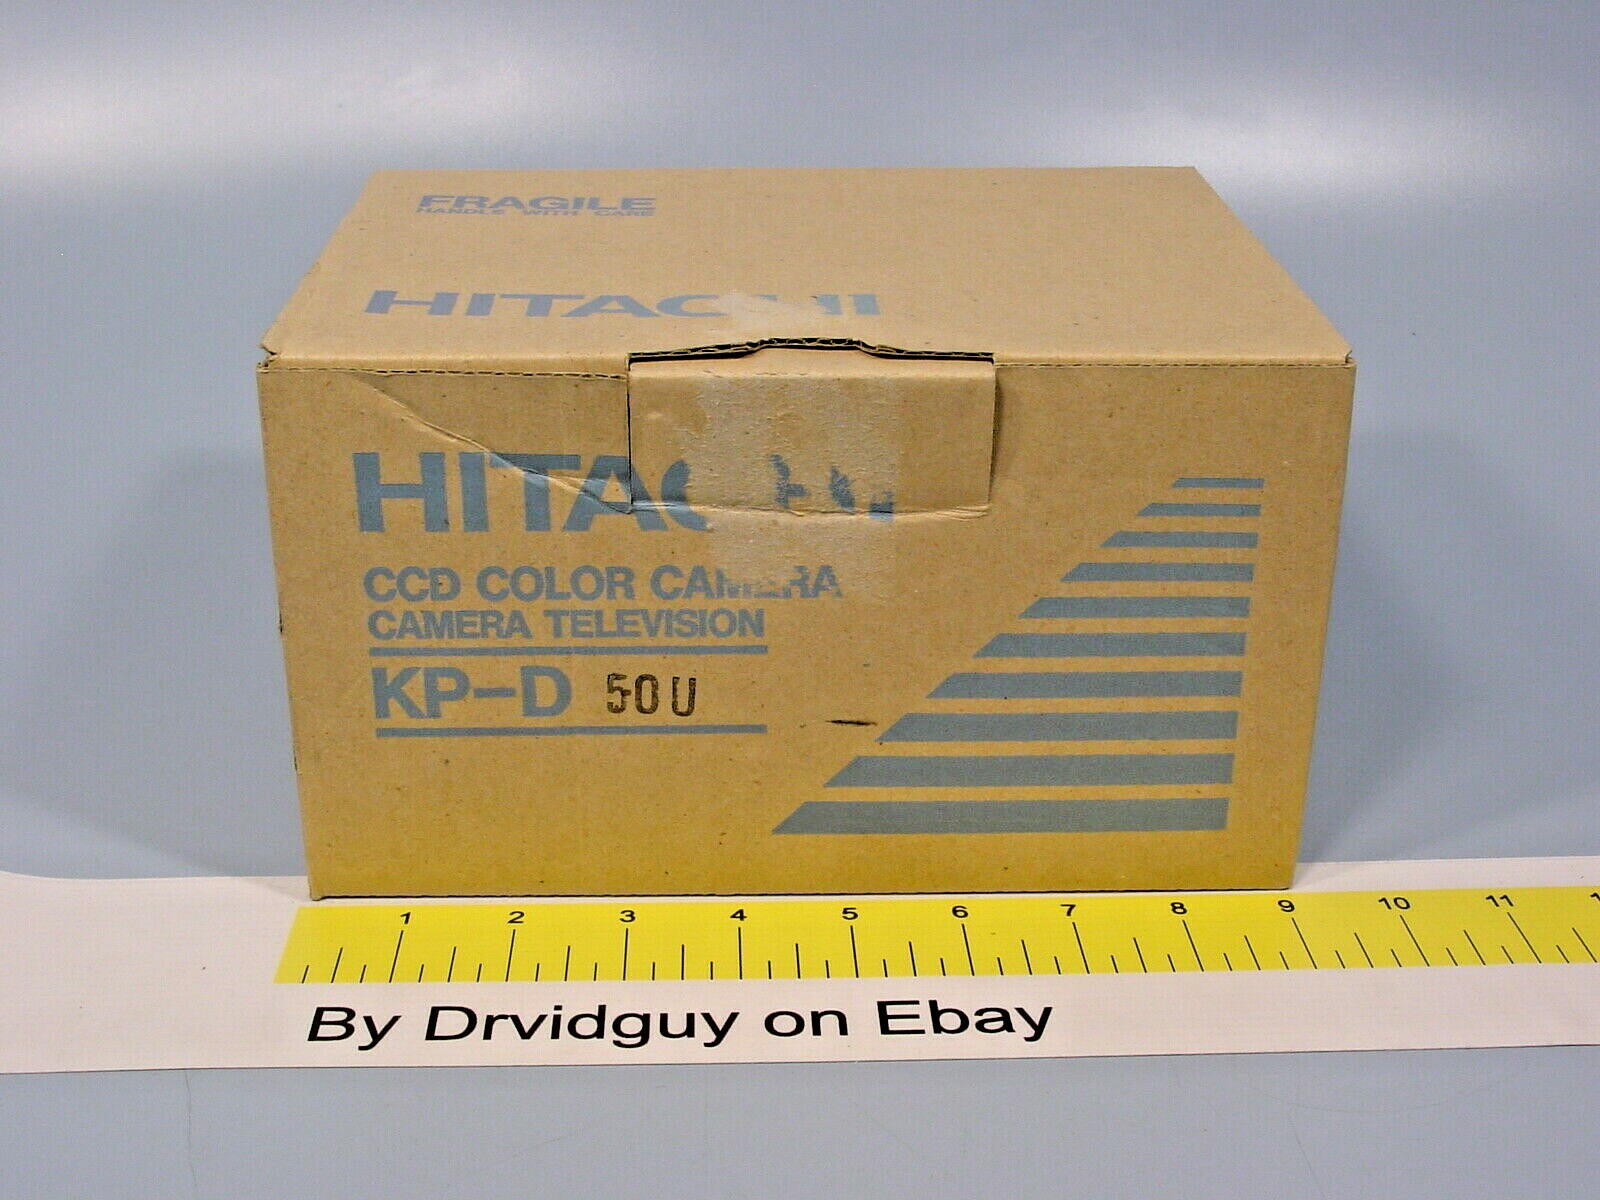 FRAGILE
HANDLE WITH CARE
HITACHI
HITACHI
CCD COLOR CAMERA
CAMERA TELEVISION
KP-D 50U
1 2 3 4 5 6 7 8 9 10 11
By Drvidguy on Ebay